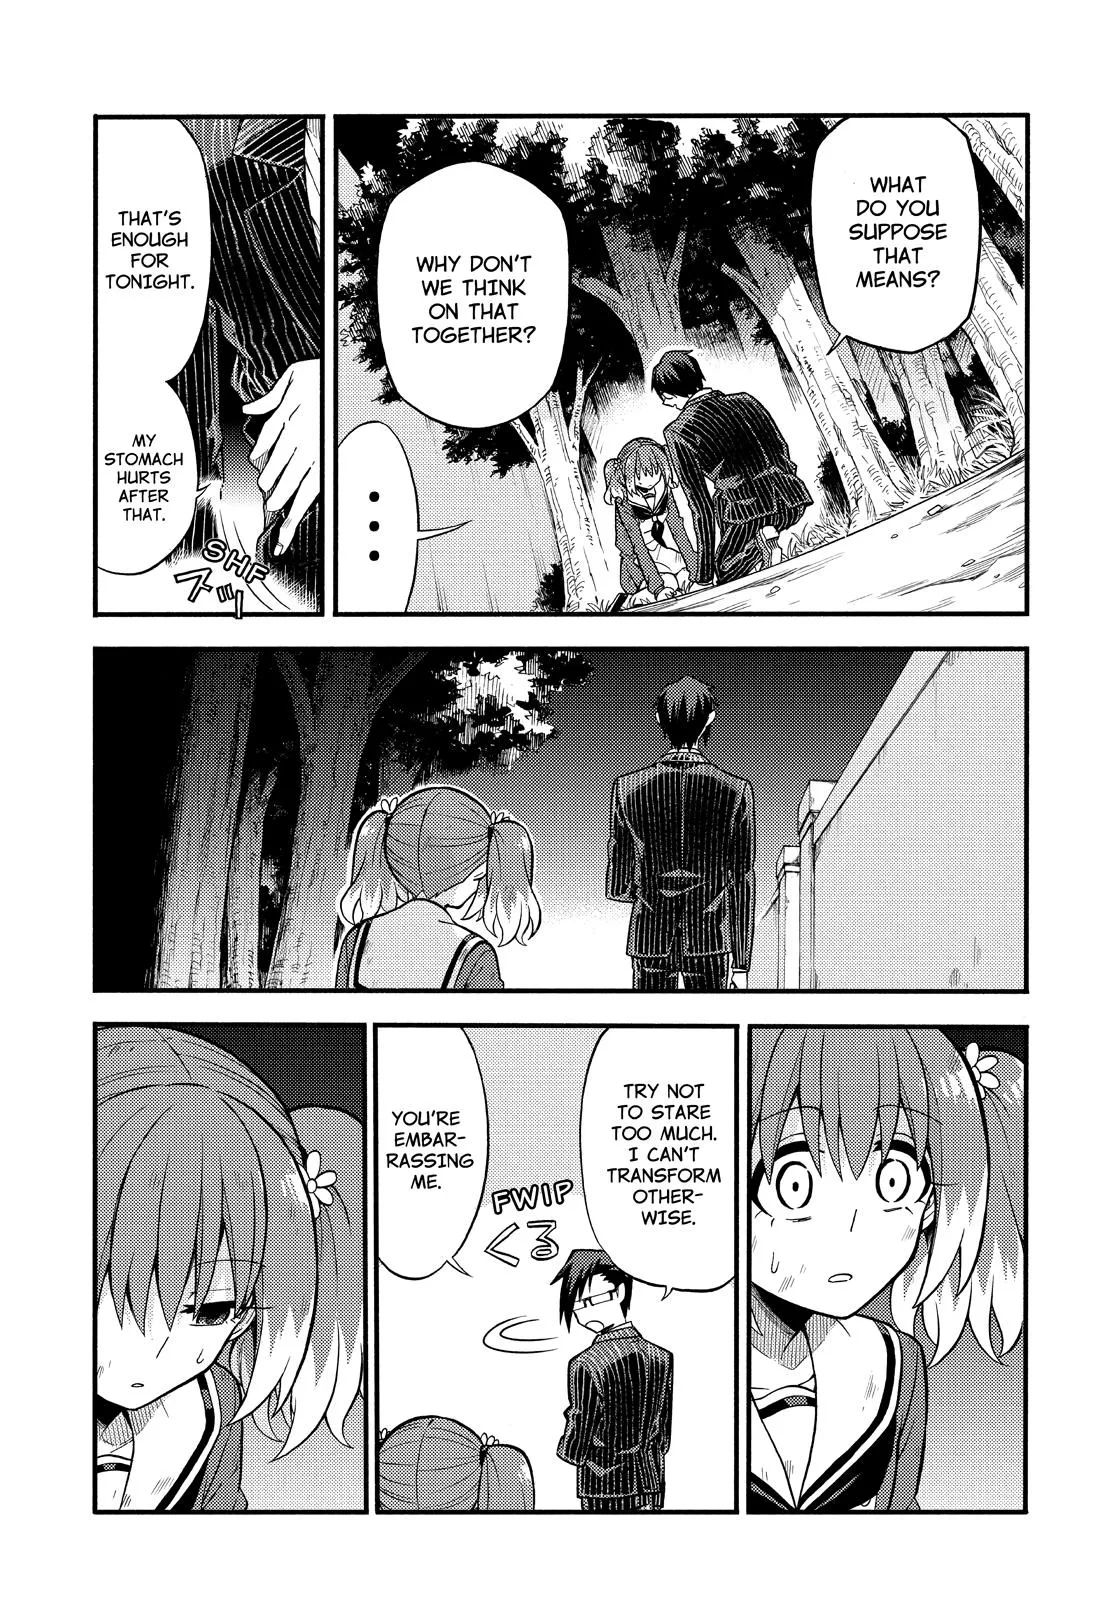 WHAT
DO YOU
SUPPOSE
THAT
MEANS?
WHY DON'T
WE THINK
ON THAT
TOGETHER?
...
THAT'S
ENOUGH
FOR
TONIGHT.
MY
STOMACH
HURTS
AFTER
THAT.
SHF
ズッ
TRY NOT
TO STARE
TOO MUCH.
I CAN'T
TRANSFORM
OTHER-
WISE.
FWIP
くる
YOU'RE
EMBAR-
RASSING
ME.